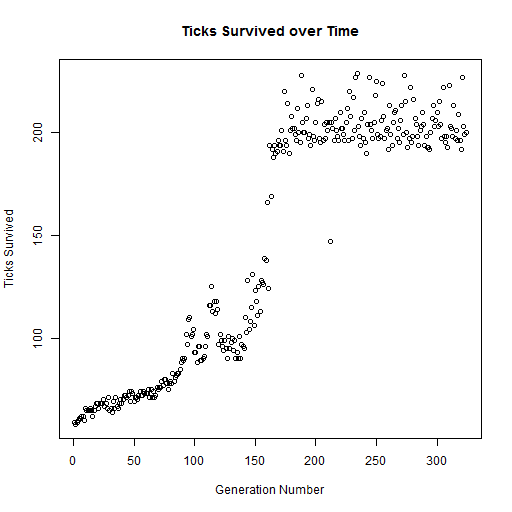 Ticks Survived over Time
Ticks Survived
200
150
100
0 50 100 150 200 250 300
Generation Number